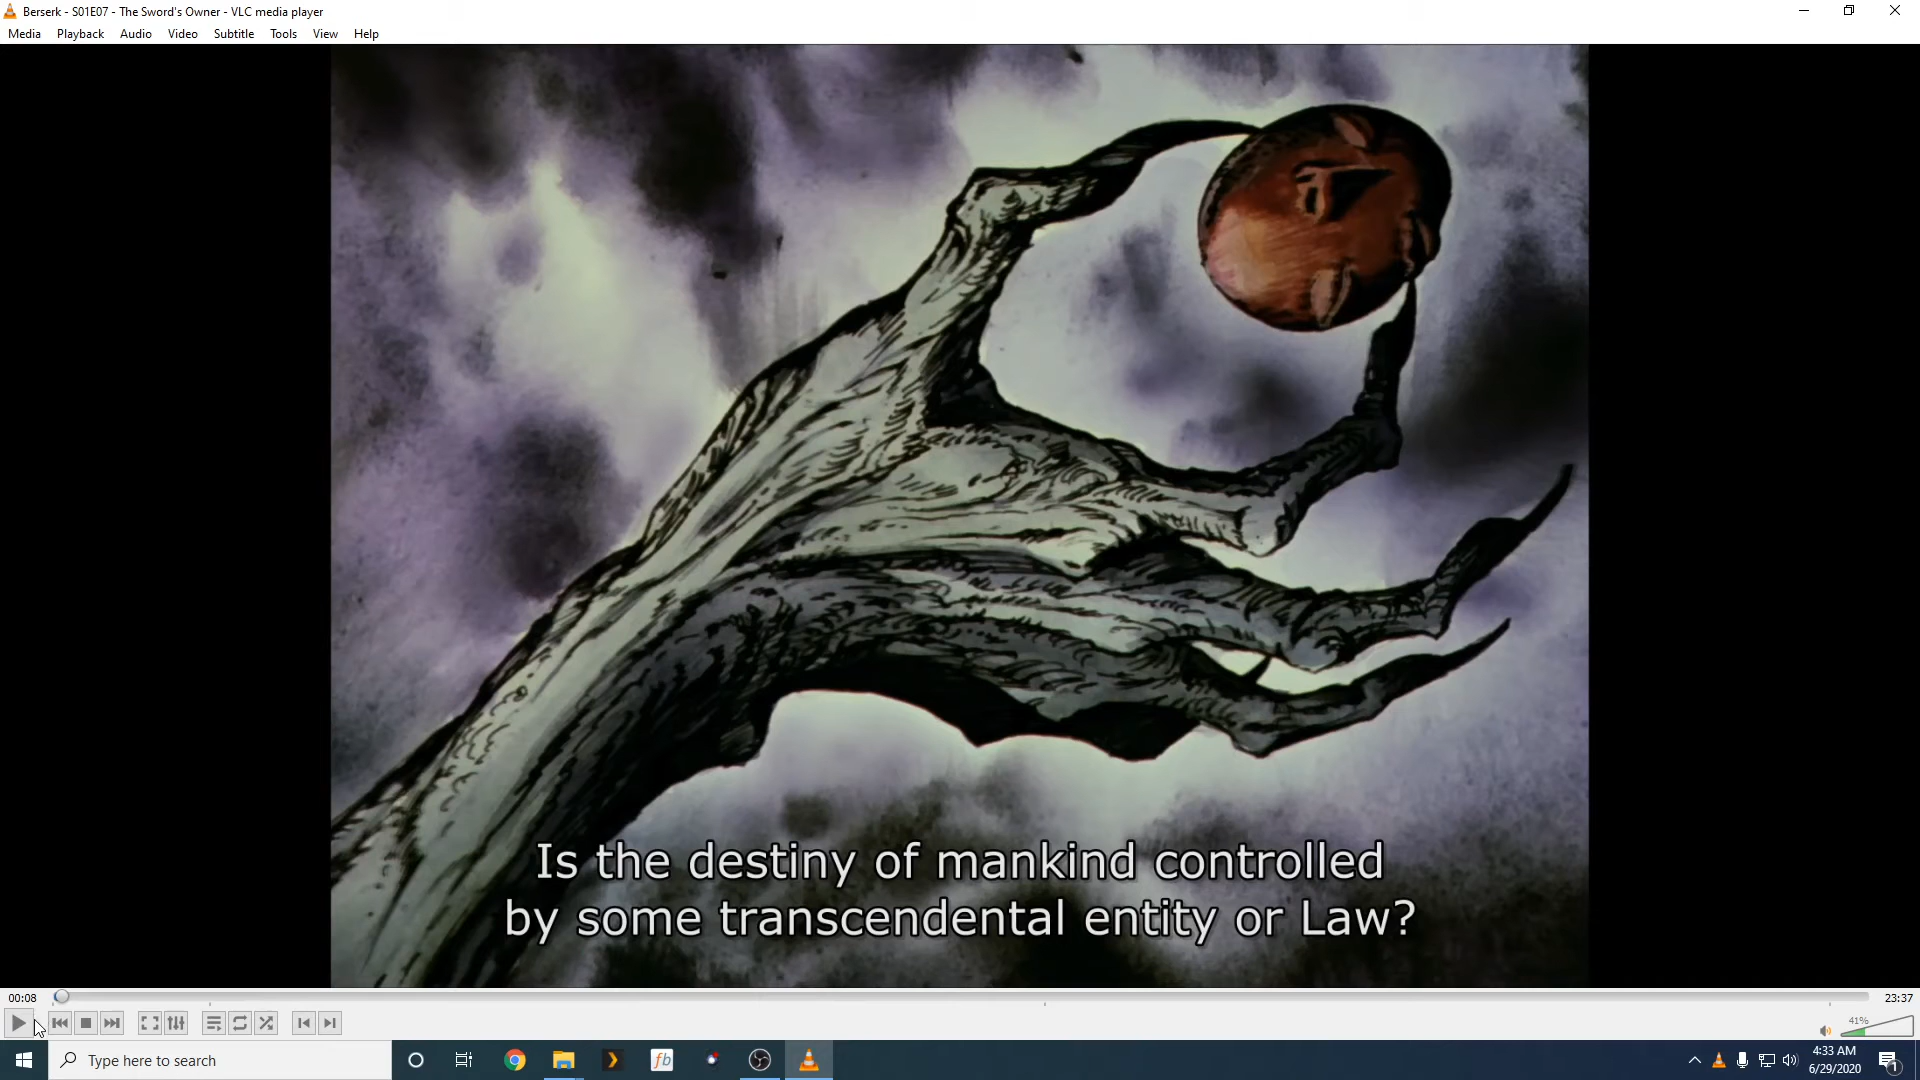 Berserk - S01E07 - The Sword's Owner - VLC media player
Media Playback Audio Video Subtitle Tools View Help
Is the destiny of mankind controlled
by some transcendental entity or Law?
00:08
23:37
41%
Type here to search
fb
4:33 AM
6/29/2020
1